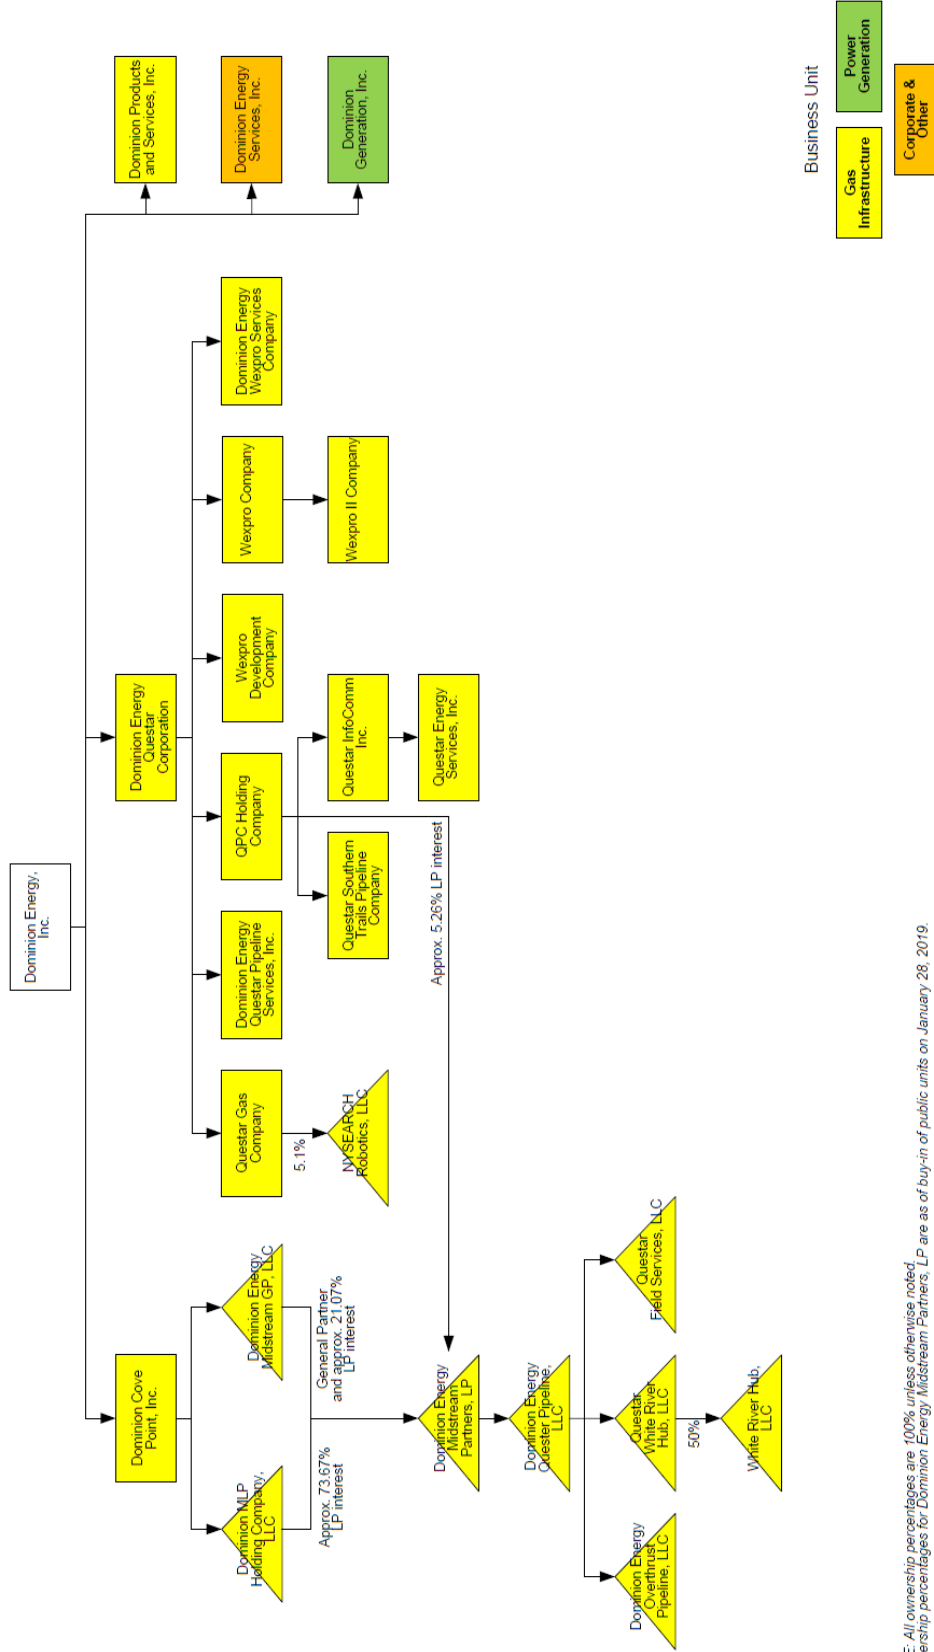 Dominion Energy,
Inc.
Dominion Cove
Point, Inc.
Dominion Energy
Questar
Corporation
Dominion Products
and Services, Inc.
Dominion Energy
Services, Inc.
Dominion
Generation, Inc.
Dominion MLP
Holding Company,
LLC
Dominion Energy
Midstream GP, LLC
Questar Gas
Company
Dominion Energy
Questar Pipeline
Services, Inc.
QPC Holding
Company
Wexpro
Development
Company
Wexpro Company
Dominion Energy
Wexpro Services
Company
Approx. 73.67%
LP interest
General Partner
and approx. 21.07%
LP interest
5.1%
NYSEARCH
Robotics, LLC
Questar Southern
Trails Pipeline
Company
Questar InfoComm
Inc.
Wexpro II Company
Questar Energy
Services, Inc.
Approx. 5.26% LP interest
Dominion Energy
Midstream
Partners, LP
Dominion Energy
Quester Pipeline,
LLC
Dominion Energy
Overthrust
Pipeline, LLC
Questar
White River
Hub, LLC
Questar
Field Services, LLC
50%
White River Hub,
LLC
Business Unit
Gas
Infrastructure
Power
Generation
Corporate &
Other
E: All ownership percentages are 100% unless otherwise noted.
ership percentages for Dominion Energy Midstream Partners, LP are as of buy-in of public units on January 28, 2019.